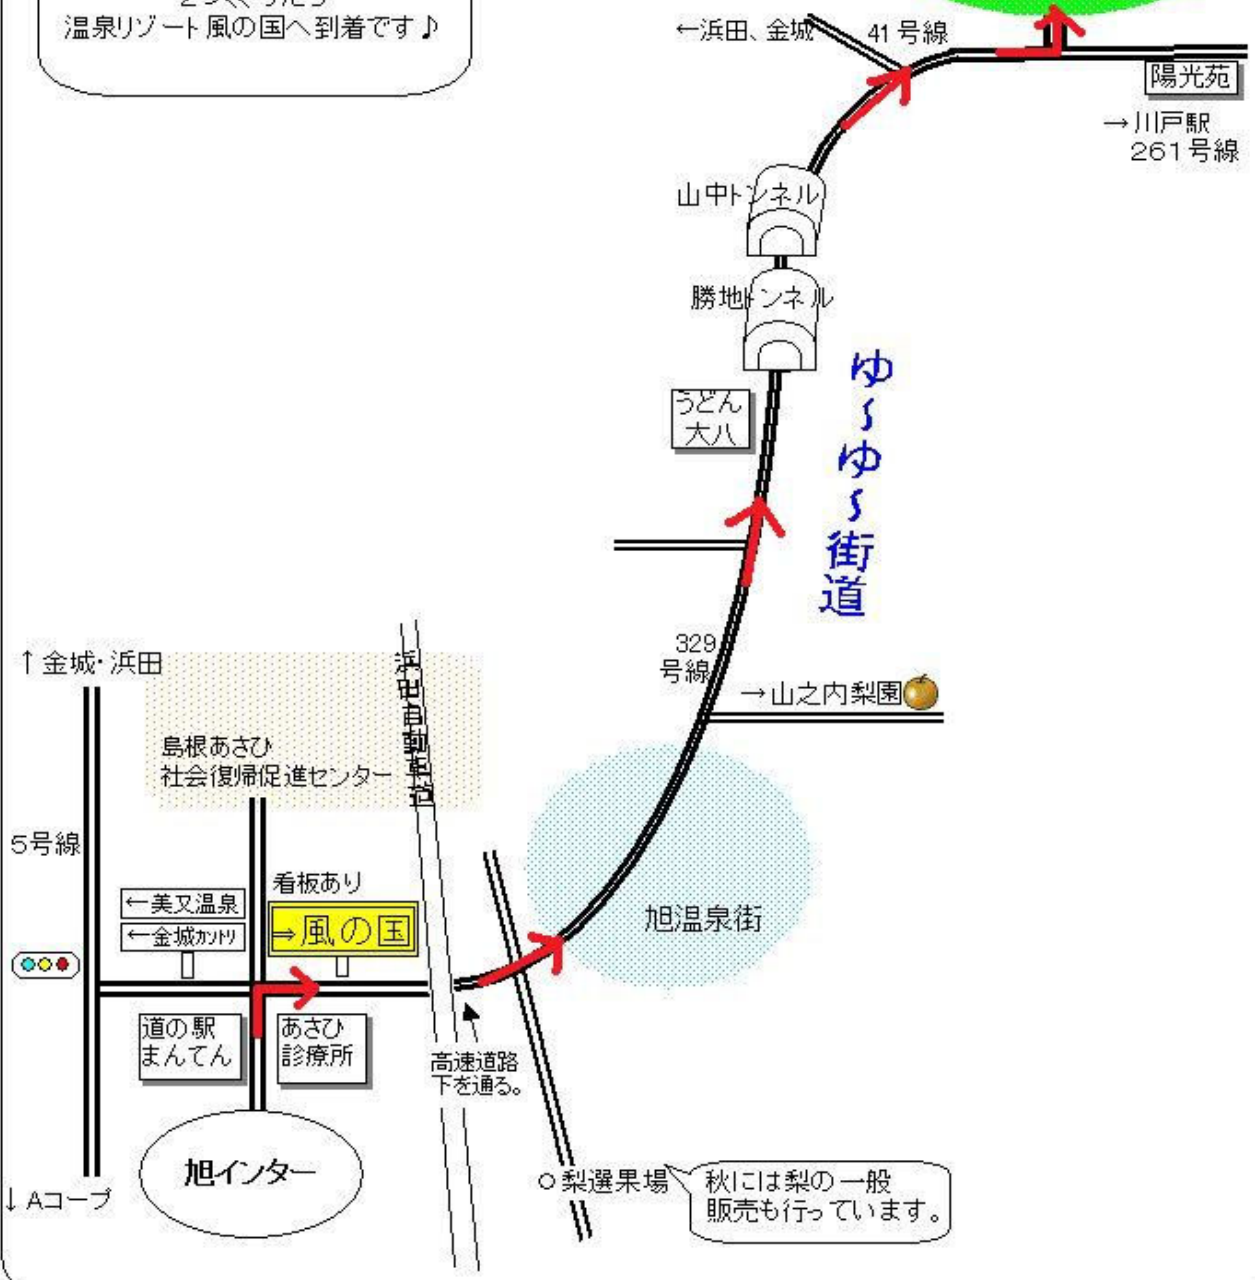 温泉リゾート風の国へ到着です♪
←浜田、金城
41号線
陽光苑
→川戸駅
261号線
山中トンネル
勝地トンネル
うどん
大八
ゆ～ゆ～街道
329
号線
→山之内梨園
↑金城・浜田
島根あさひ
社会復帰促進センター
5号線
看板あり
←美又温泉
←金城カントリ
⇒風の国
旭温泉街
道の駅
まんてん
あさひ
診療所
高速道路
下を通る。
旭インター
↓Aコープ
○梨選果場
秋には梨の一般
販売も行っています。